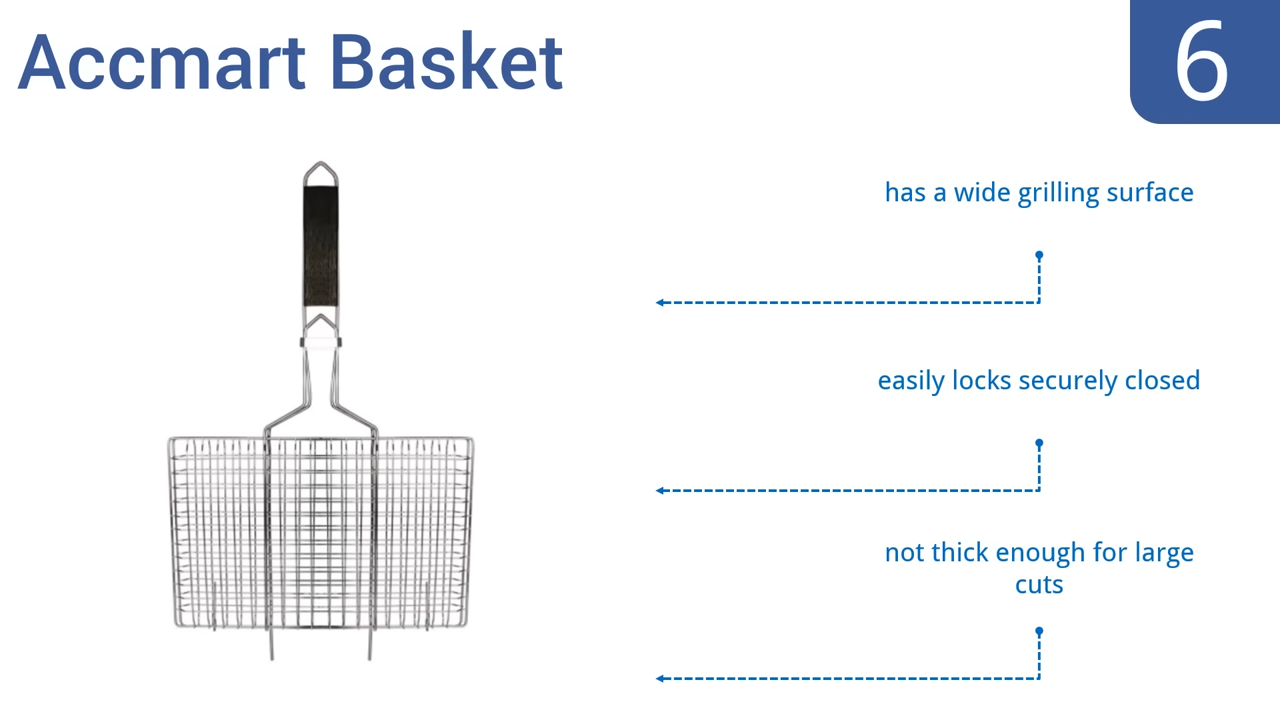 Accmart Basket
6
has a wide grilling surface
easily locks securely closed
not thick enough for large
cuts